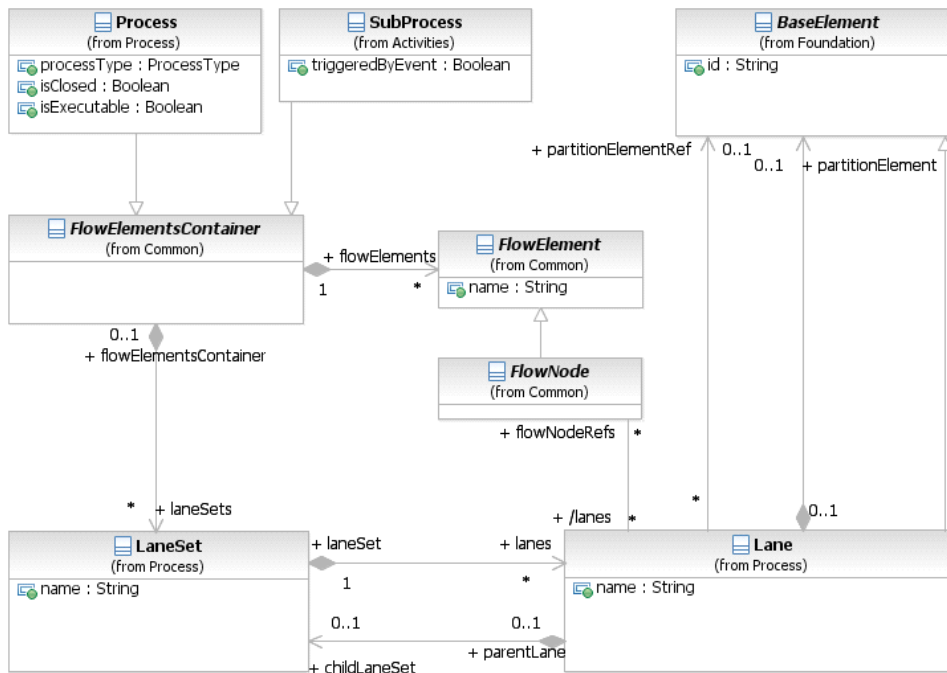 Process
(from Process)
processType : ProcessType
isClosed : Boolean
isExecutable : Boolean
SubProcess
(from Activities)
triggeredByEvent : Boolean
BaseElement
(from Foundation)
id : String
+ partitionElementRef
0..1
0..1
+ partitionElement
FlowElementsContainer
(from Common)
+ flowElements
1
*
FlowElement
(from Common)
name : String
0..1
+ flowElementsContainer
FlowNode
(from Common)
+ flowNodeRefs
*
*
+ laneSets
+ /lanes
*
*
0..1
LaneSet
(from Process)
name : String
+ laneSet
1
+ lanes
*
Lane
(from Process)
name : String
0..1
+ childLaneSet
0..1
+ parentLane